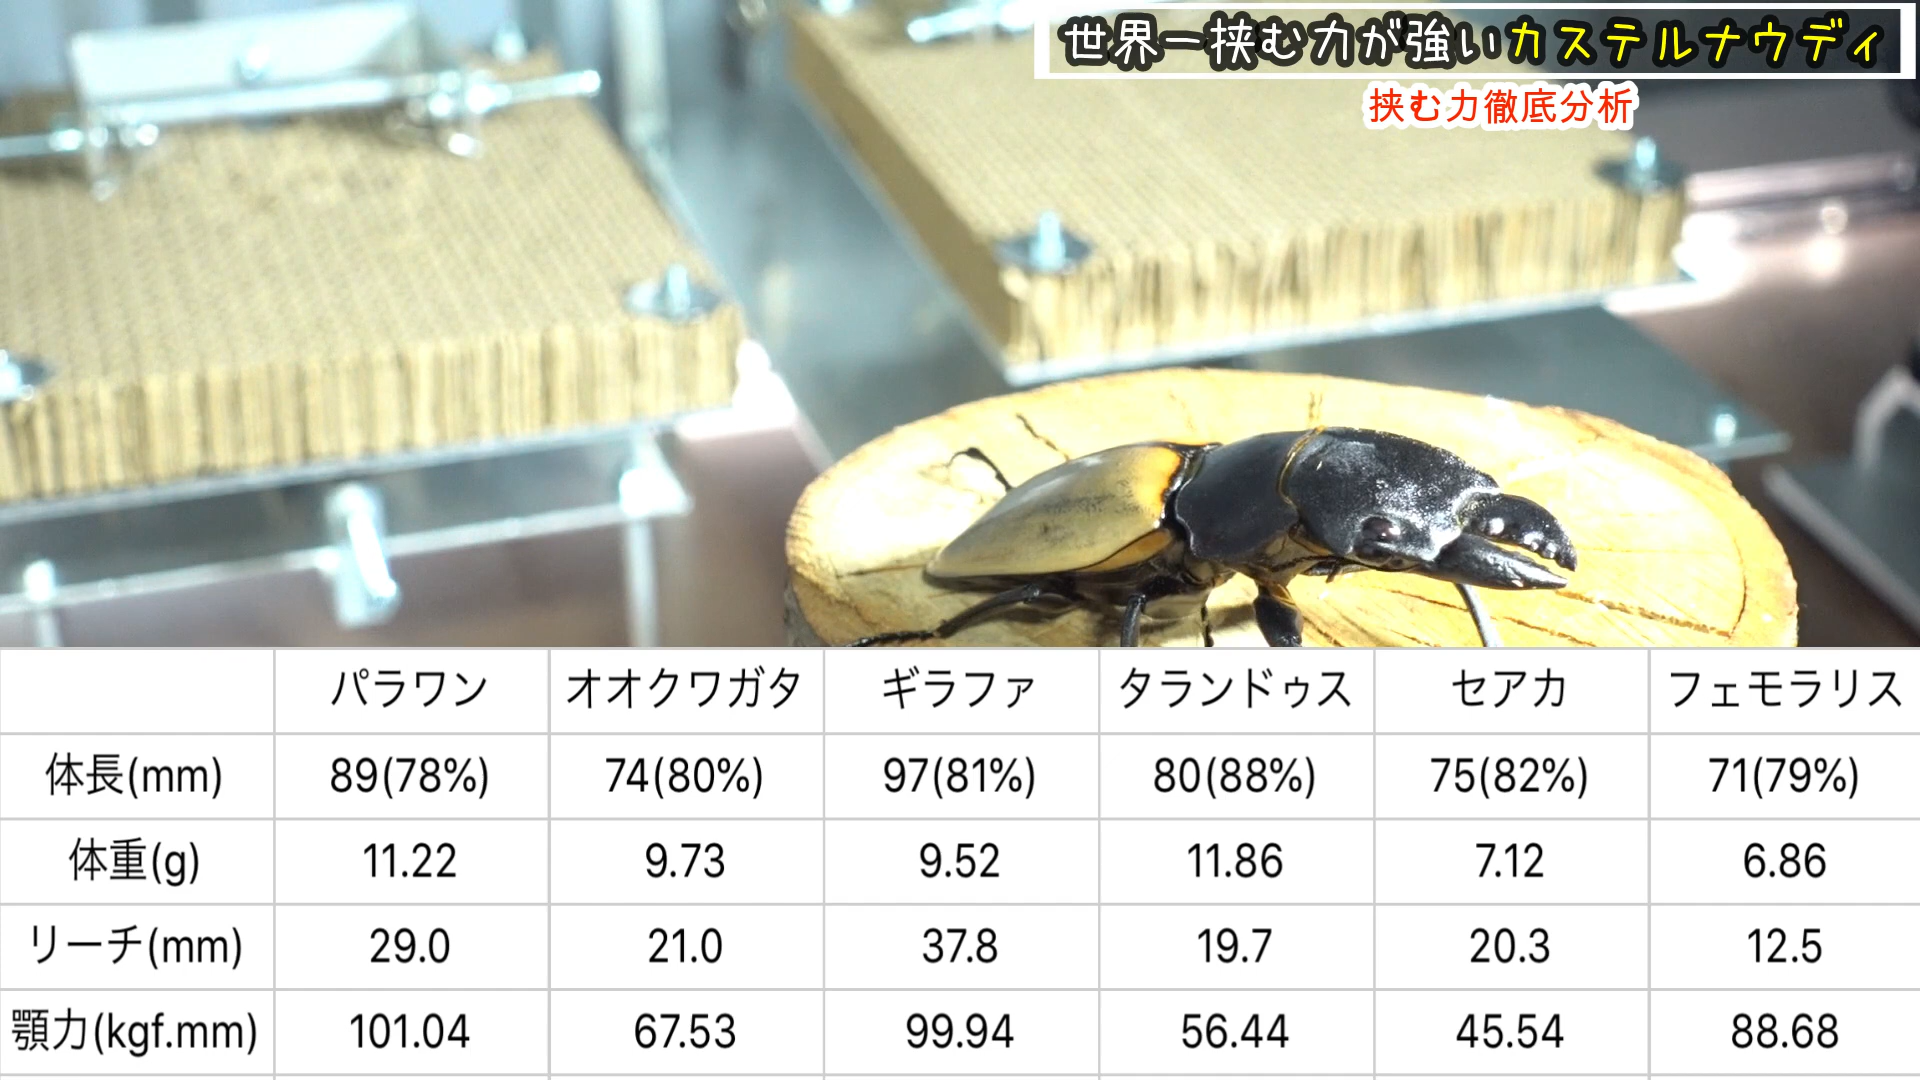 世界一挟む力が強いカステルナウディ
挟む力徹底分析
パラワン オオクワガタ ギラファ タランドゥス セアカ フェモラリス
体長(mm) 89(78%) 74(80%) 97(81%) 80(88%) 75(82%) 71(79%)
体重(g) 11.22 9.73 9.52 11.86 7.12 6.86
リーチ(mm) 29.0 21.0 37.8 19.7 20.3 12.5
顎力(kgf.mm) 101.04 67.53 99.94 56.44 45.54 88.68